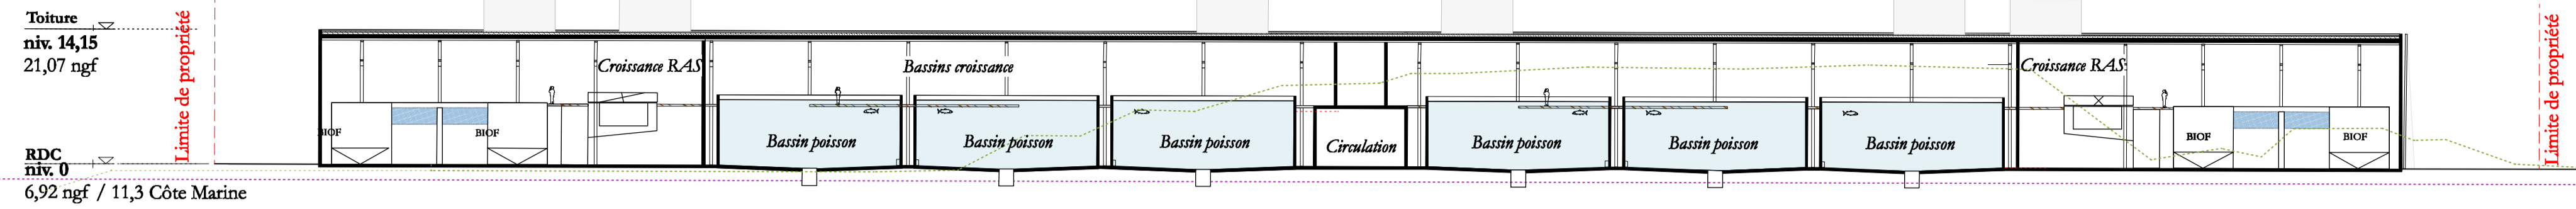 Toiture
niv. 14,15
21,07 ngf
Limite de propriété
Croissance RAS
Bassins croissance
Croissance RAS
Limite de propriété
BIOF
BIOF
Bassin poisson
Bassin poisson
Bassin poisson
Circulation
Bassin poisson
Bassin poisson
Bassin poisson
BIOF
BIOF
RDC
niv. 0
6,92 ngf / 11,3 Côte Marine